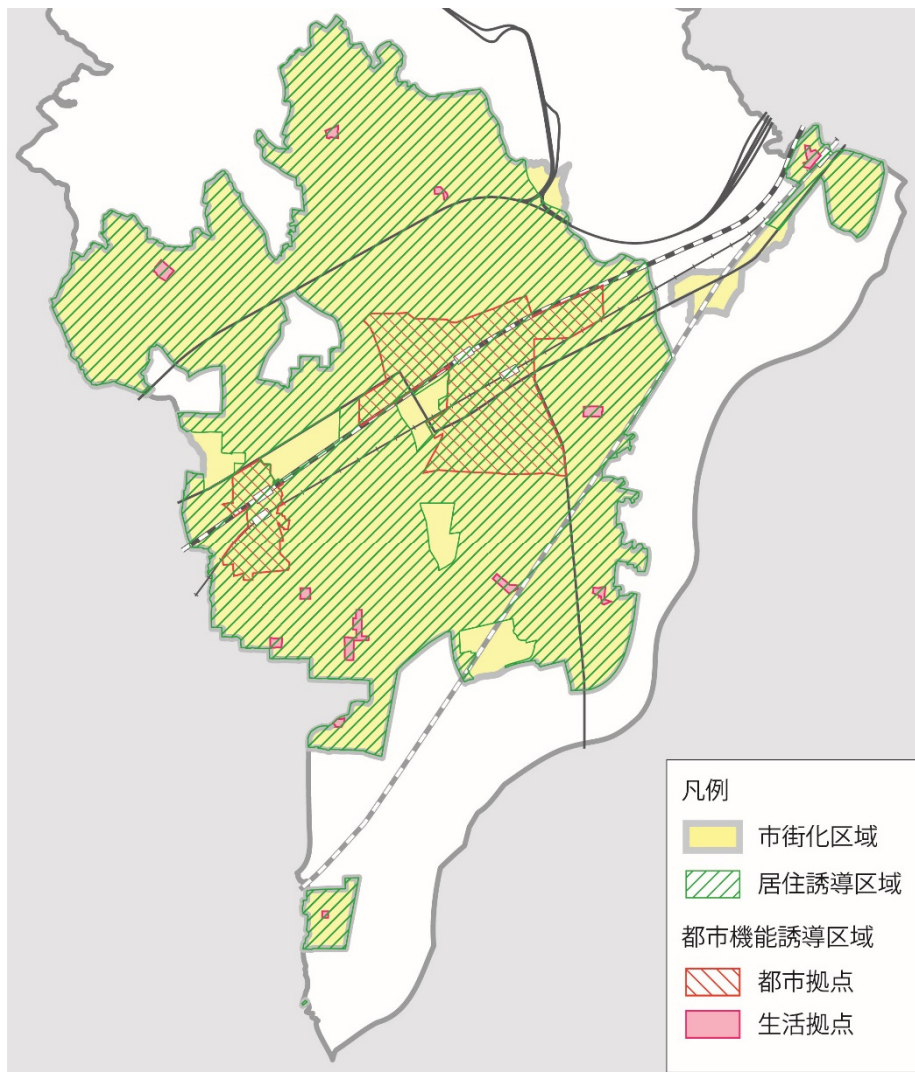 凡例
市街化区域
居住誘導区域
都市機能誘導区域
都市拠点
生活拠点